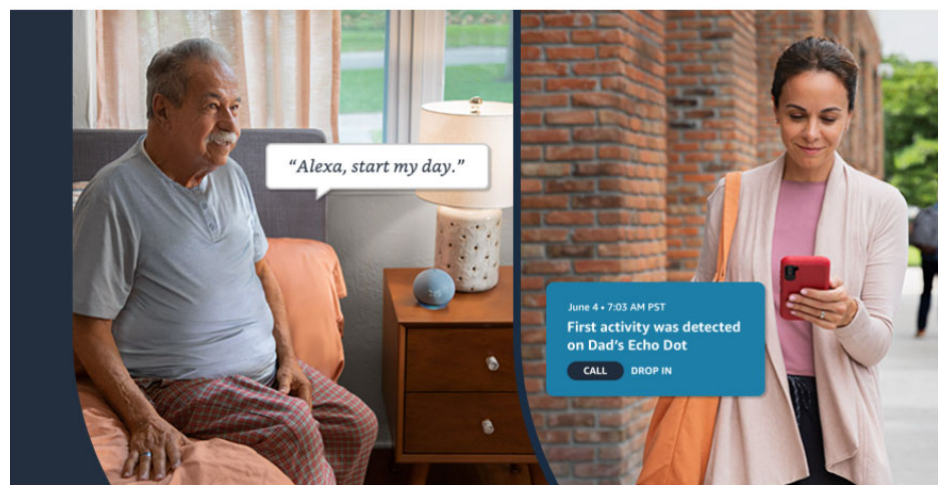 “Alexa, start my day.”
June 4 • 7:03 AM PST
First activity was detected
on Dad’s Echo Dot
CALL DROP IN